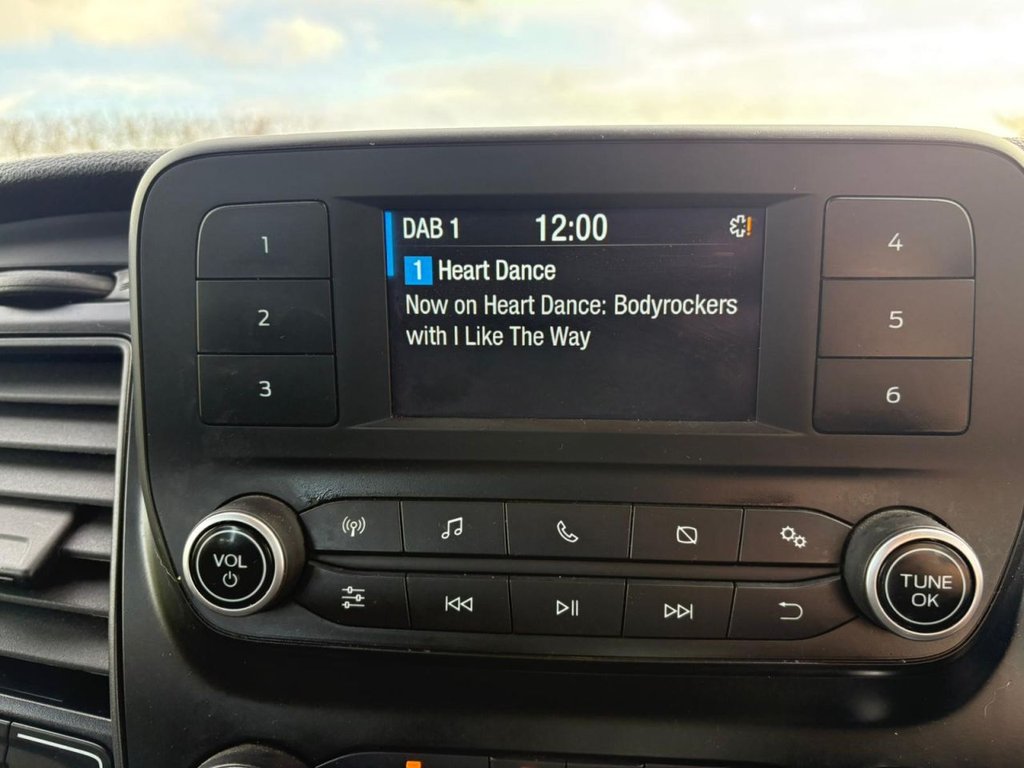 DAB 1 12:00
1 Heart Dance
Now on Heart Dance: Bodyrockers
with I Like The Way
1
2
3
4
5
6
VOL
TUNE
OK